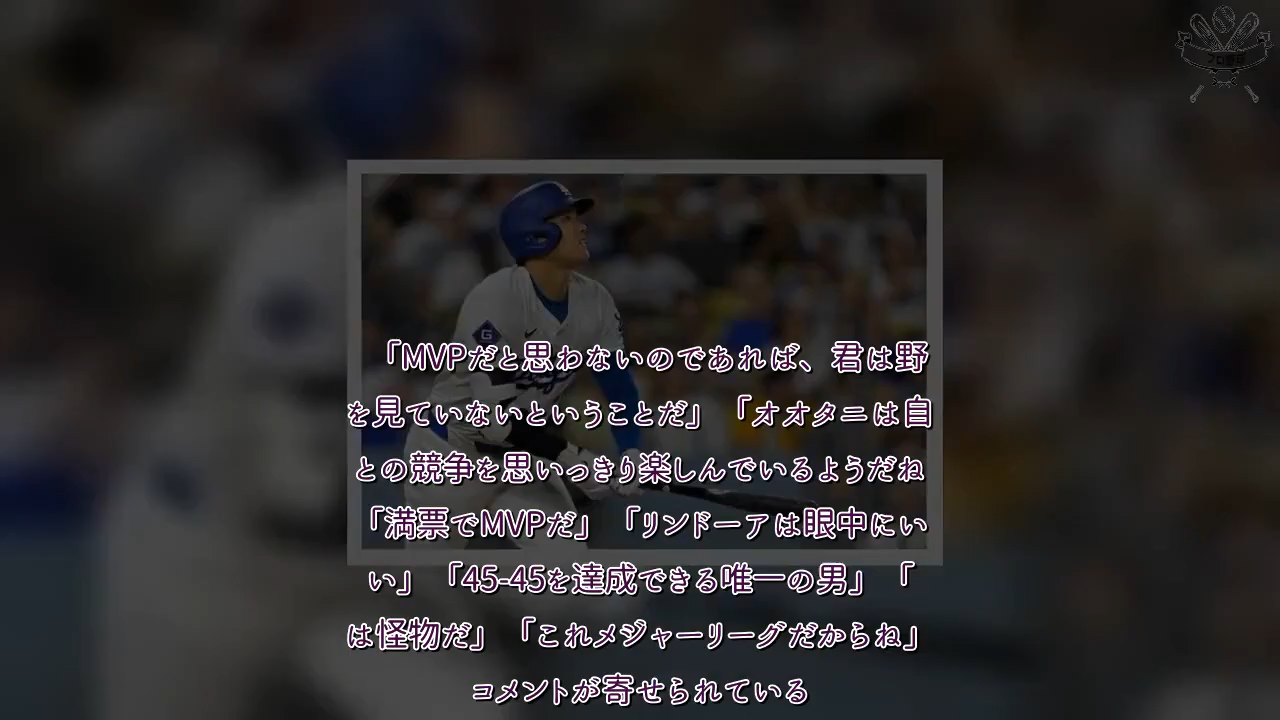 「MVPだと思わないのであれば、君は野
を見ていないということだ」「オオタニは自
との競争を思いっきり楽しんでいるようだね
「満票でMVPだ」「リンドーアは眼中にい
い」「45-45を達成できる唯一の男」「
は怪物だ」「これメジャーリーグだからね」
コメントが寄せられている
プロ野球
G